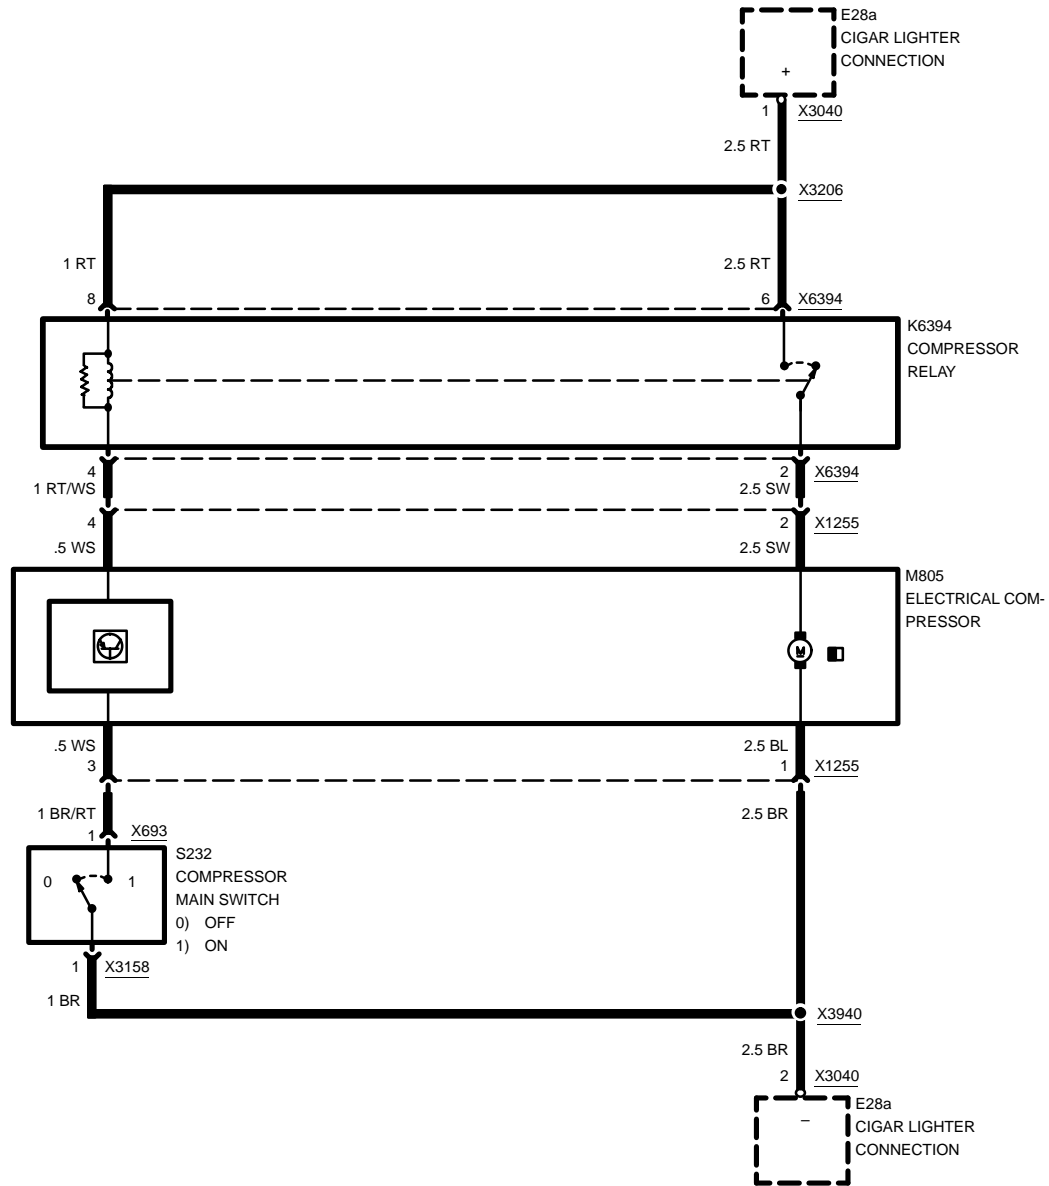 E28a
CIGAR LIGHTER
CONNECTION
+
1 X3040
2.5 RT
X3206
1 RT
2.5 RT
8
6 X6394
K6394
COMPRESSOR
RELAY
4
2 X6394
1 RT/WS
2.5 SW
4
2 X1255
.5 WS
2.5 SW
M805
ELECTRICAL COM-
PRESSOR
M
.5 WS
2.5 BL
3
1 X1255
1 BR/RT
2.5 BR
1 X693
S232
COMPRESSOR
MAIN SWITCH
0) OFF
1) ON
0 1
1 X3158
1 BR
X3940
2.5 BR
2 X3040
E28a
CIGAR LIGHTER
CONNECTION
–